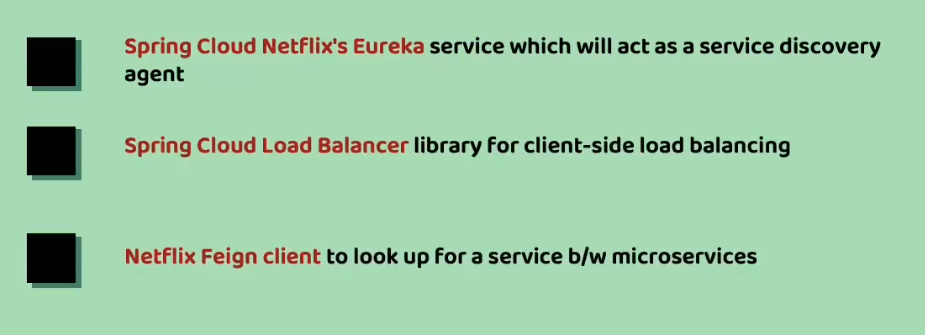 Spring Cloud Netflix's Eureka service which will act as a service discovery
agent
Spring Cloud Load Balancer library for client-side load balancing
Netflix Feign client to look up for a service b/w microservices